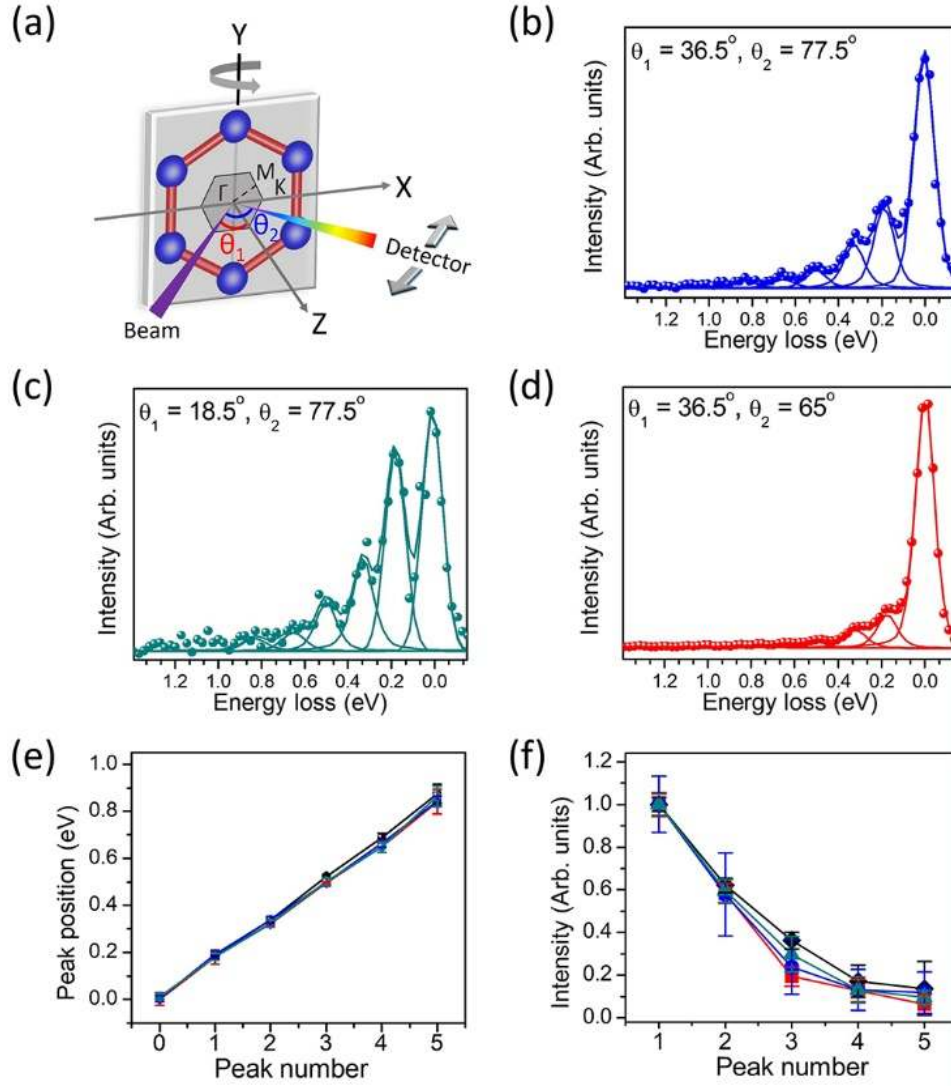 (a)
Y
X
Z
Γ
M
K
θ1
θ2
Beam
Detector
(b)
θ1 = 36.5°, θ2 = 77.5°
Intensity (Arb. units)
1.2 1.0 0.8 0.6 0.4 0.2 0.0
Energy loss (eV)
(c)
θ1 = 18.5°, θ2 = 77.5°
Intensity (Arb. units)
1.2 1.0 0.8 0.6 0.4 0.2 0.0
Energy loss (eV)
(d)
θ1 = 36.5°, θ2 = 65°
Intensity (Arb. units)
1.2 1.0 0.8 0.6 0.4 0.2 0.0
Energy loss (eV)
(e)
Peak position (eV)
1.0
0.8
0.6
0.4
0.2
0.0
0 1 2 3 4 5
Peak number
(f)
Intensity (Arb. units)
1.2
1.0
0.8
0.6
0.4
0.2
0.0
1 2 3 4 5
Peak number